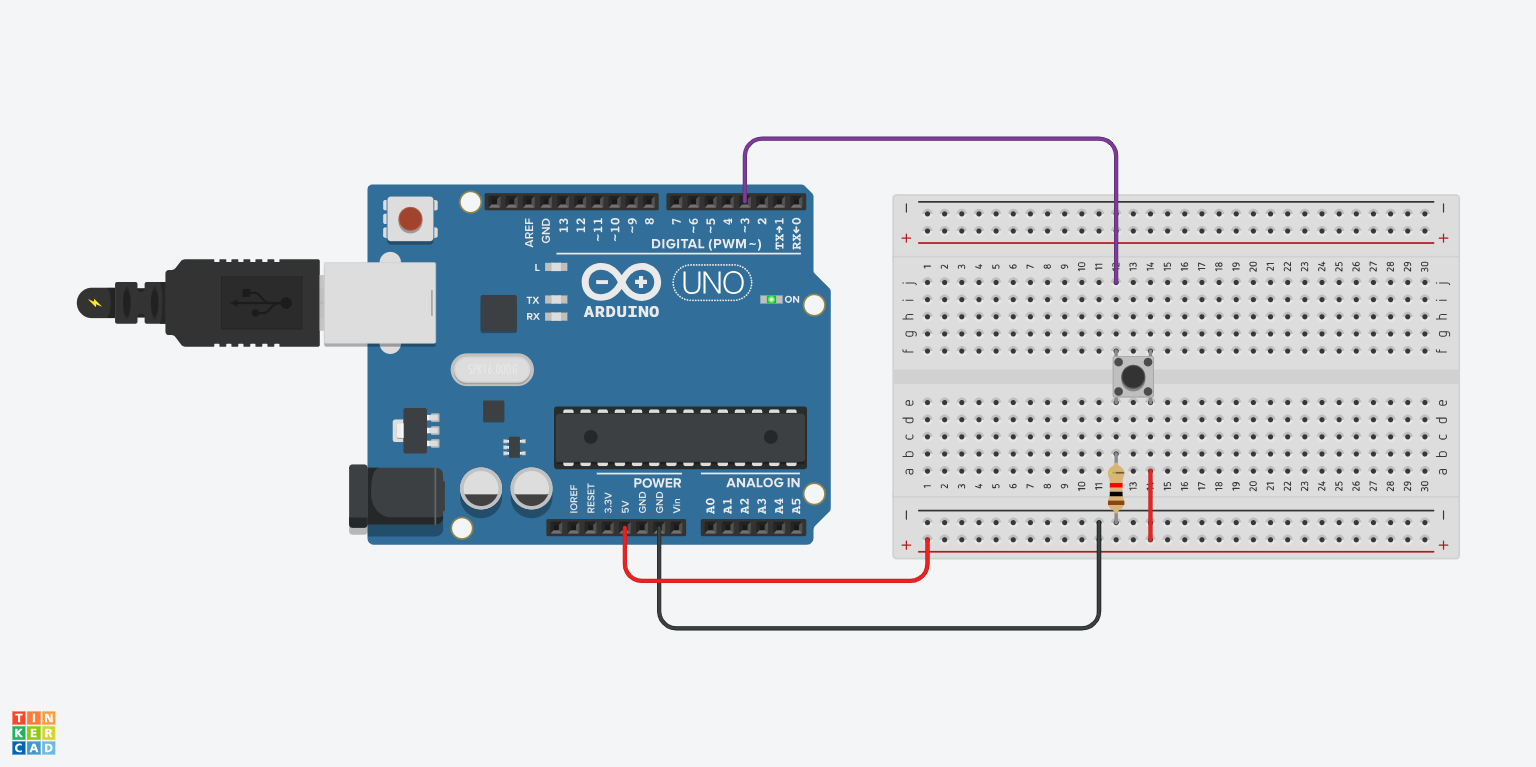 AREF
GND
13
12
~11
~10
~9
8
7
~6
~5
4
~3
2
TX→1
RX←0
DIGITAL (PWM~)
L
TX
RX
ARDUINO
UNO
ON
SPK16.000G
POWER
ANALOG IN
IOREF
RESET
3.3V
5V
GND
GND
Vin
A0
A1
A2
A3
A4
A5
− −
+ +
1 2 3 4 5 6 7 8 9 10 11 12 13 14 15 16 17 18 19 20 21 22 23 24 25 26 27 28 29 30
j j
i i
h h
g g
f f
e e
d d
c c
b b
a a
1 2 3 4 5 6 7 8 9 10 11 13 15 16 17 18 19 20 21 22 23 24 25 26 27 28 29 30
− −
+ +
TIN
KER
CAD